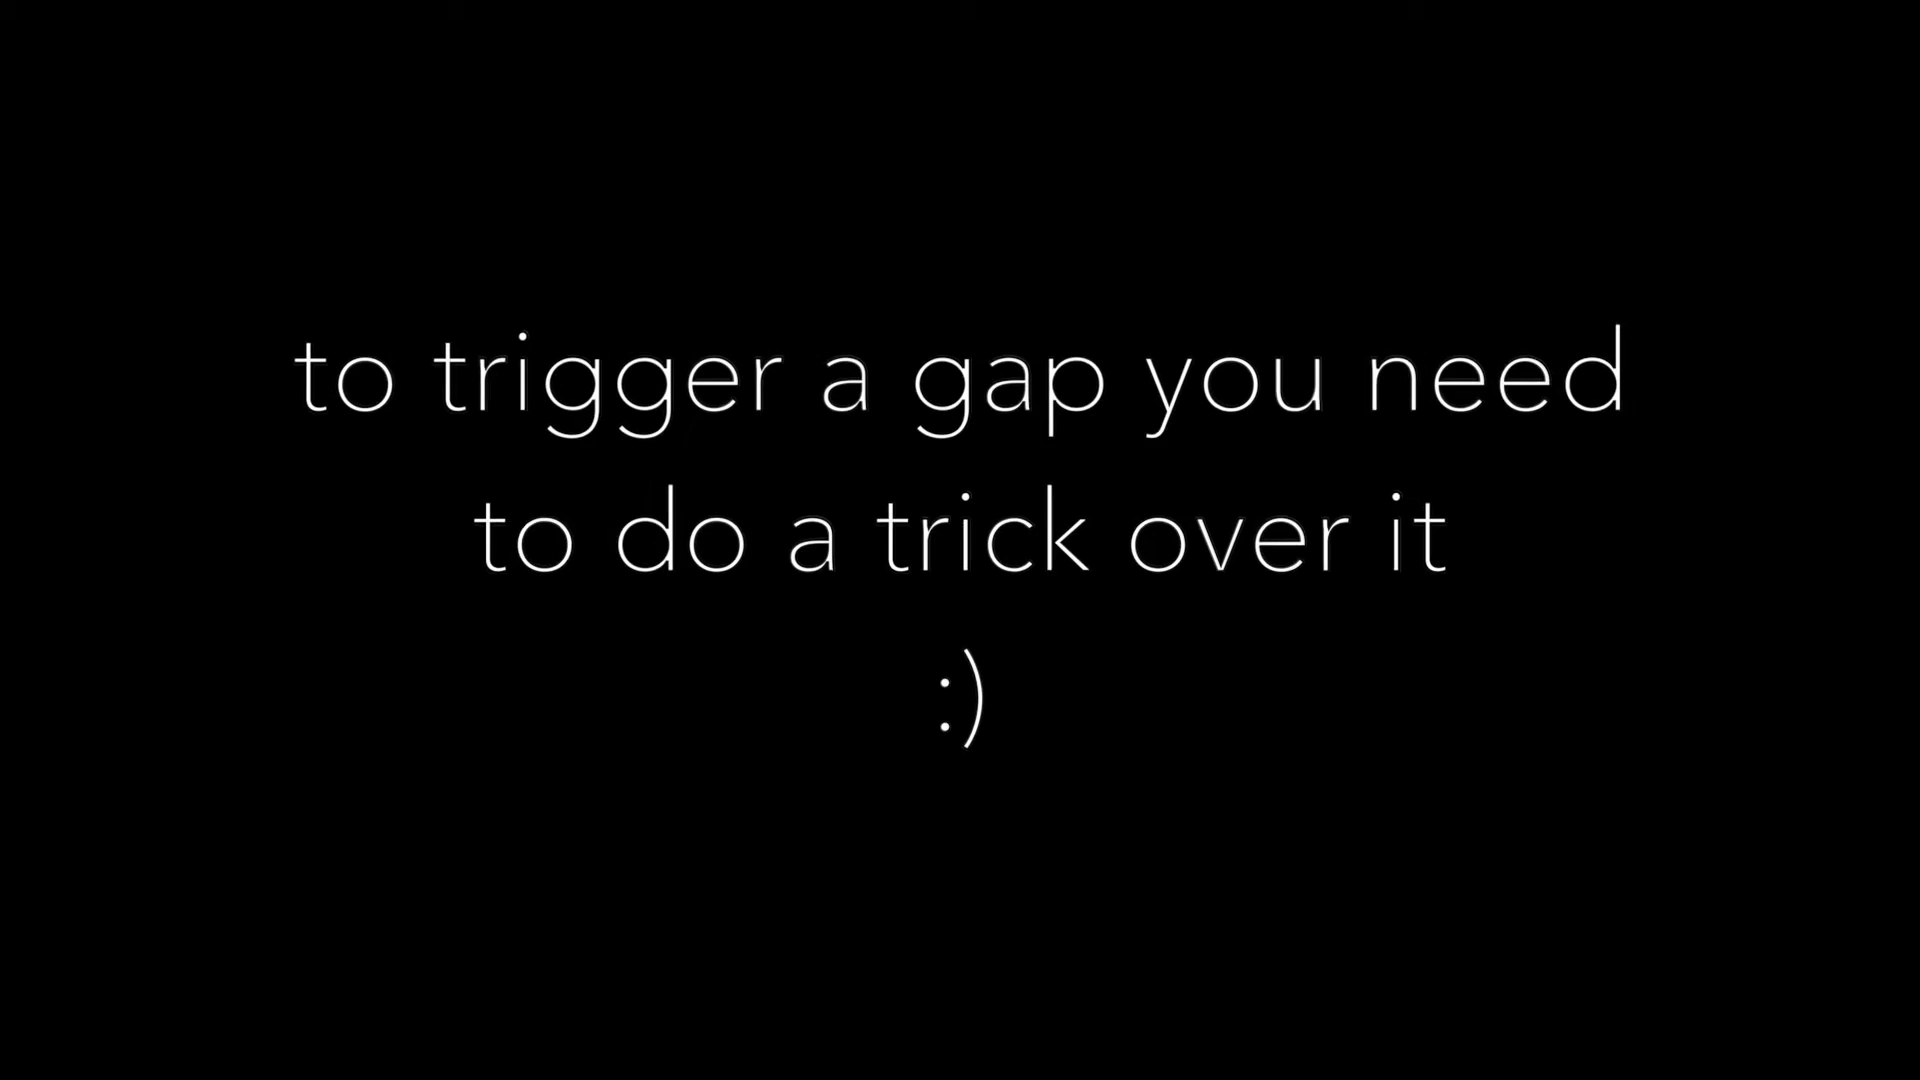 to trigger a gap you need
to do a trick over it
:)